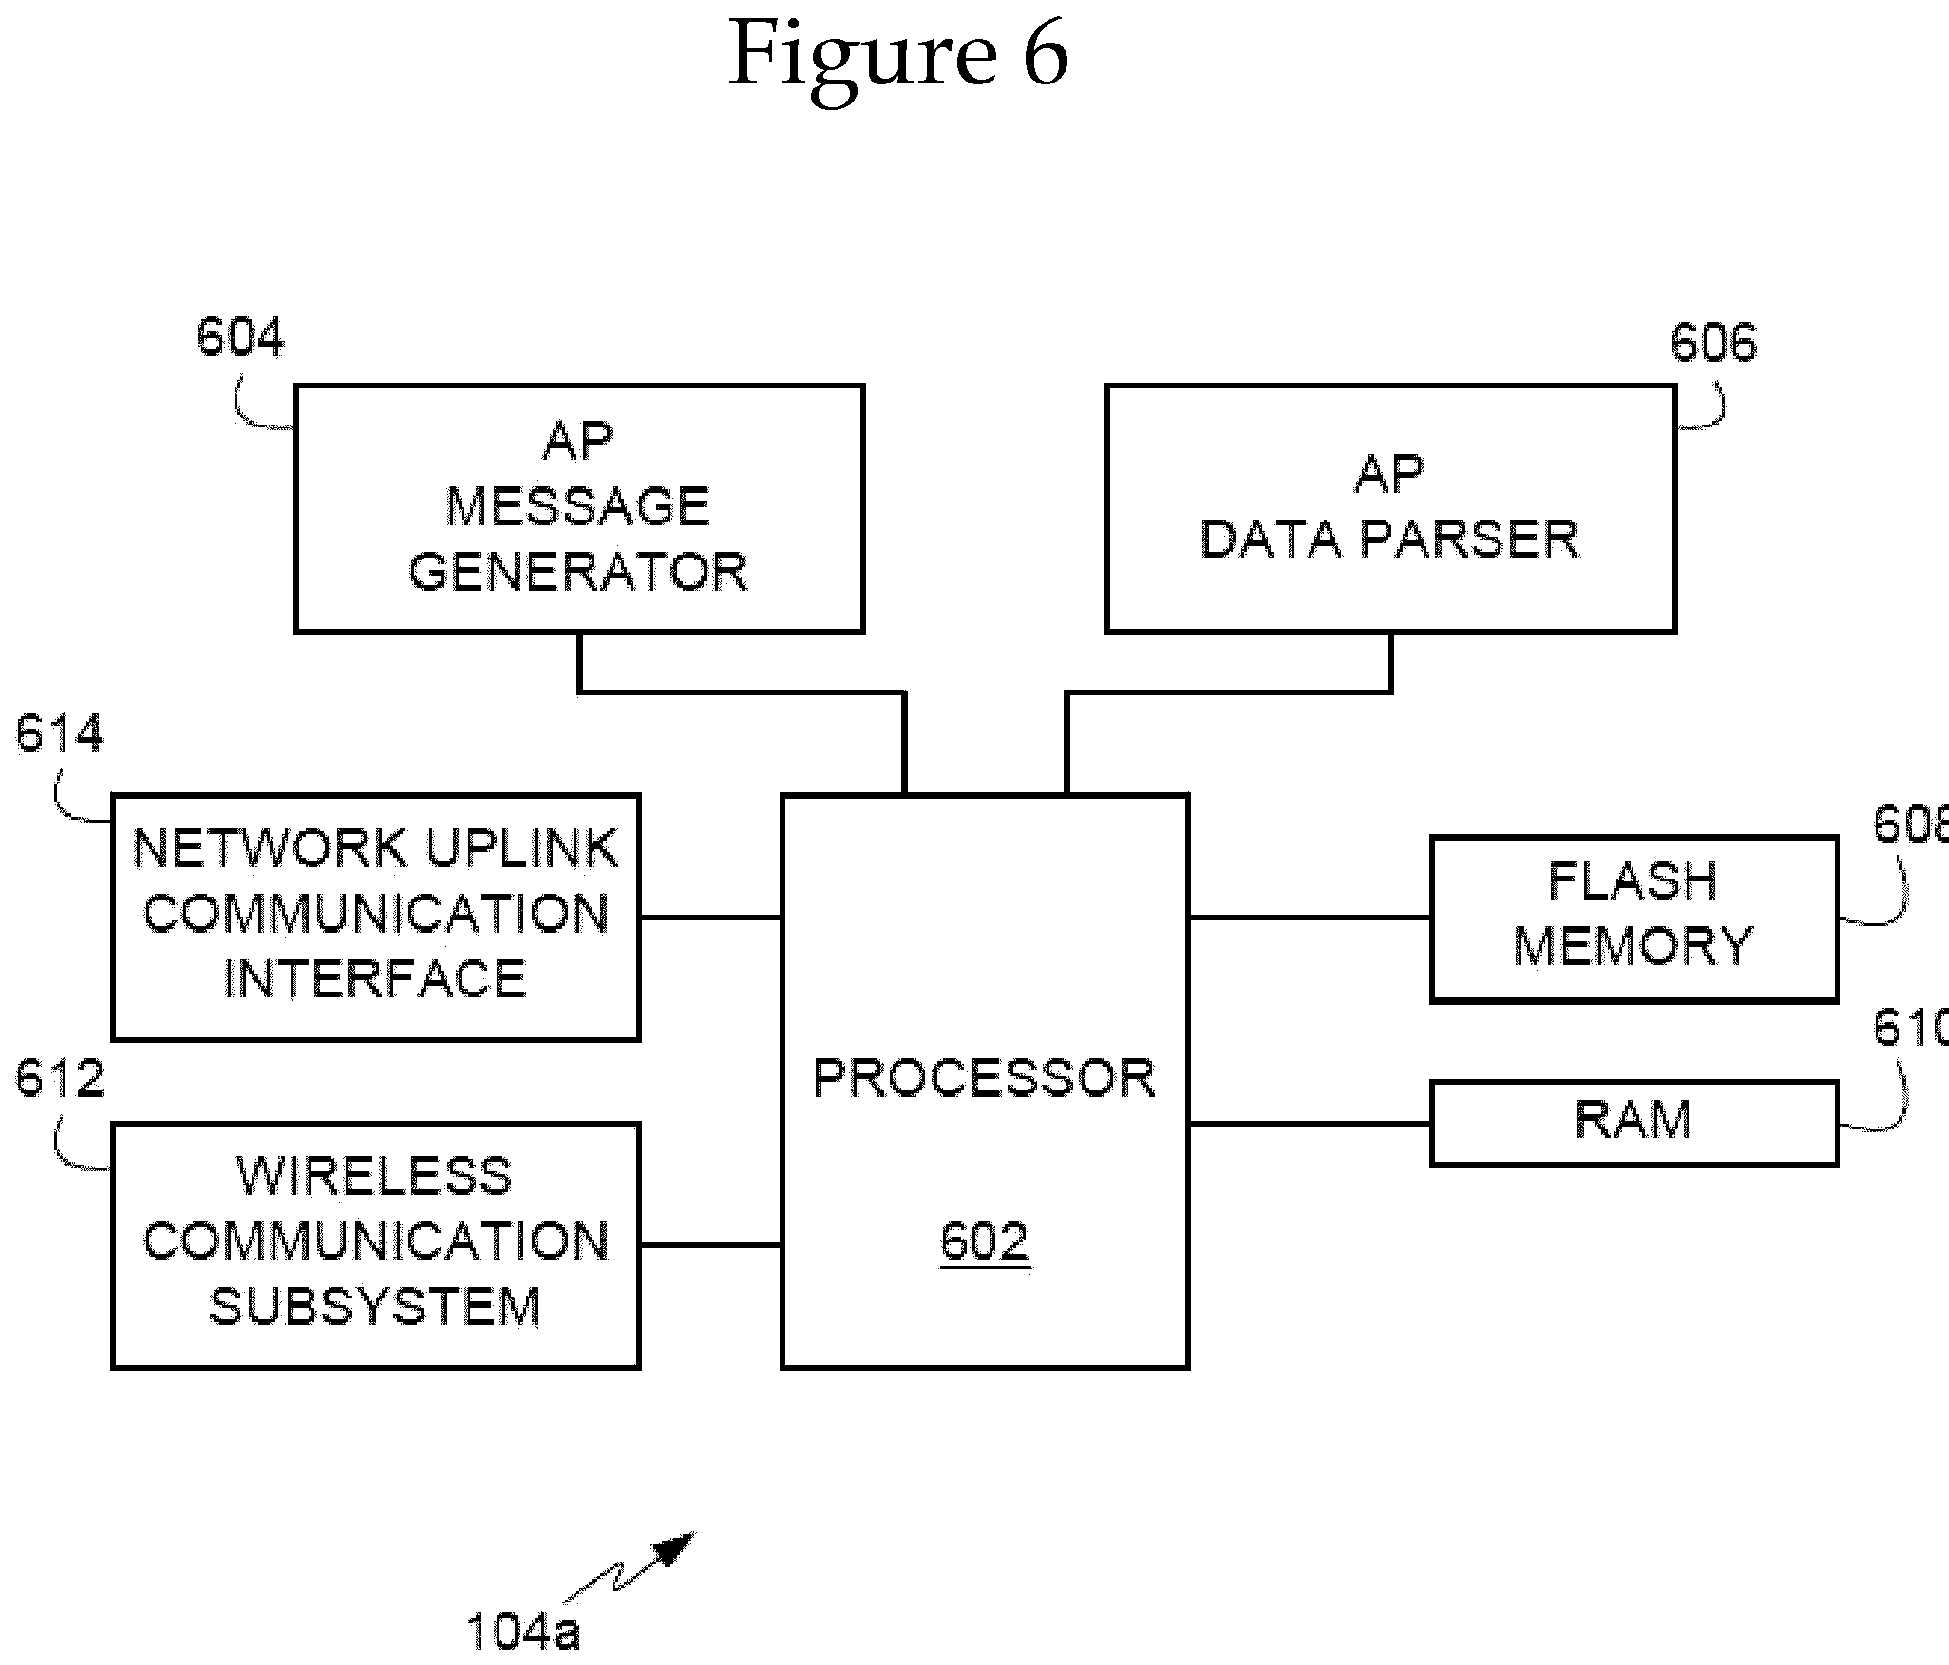 Figure 6
604
606
AP
MESSAGE
GENERATOR
AP
DATA PARSER
614
NETWORK UPLINK
COMMUNICATION
INTERFACE
608
FLASH
MEMORY
PROCESSOR
602
612
WIRELESS
COMMUNICATION
SUBSYSTEM
610
RAM
104a